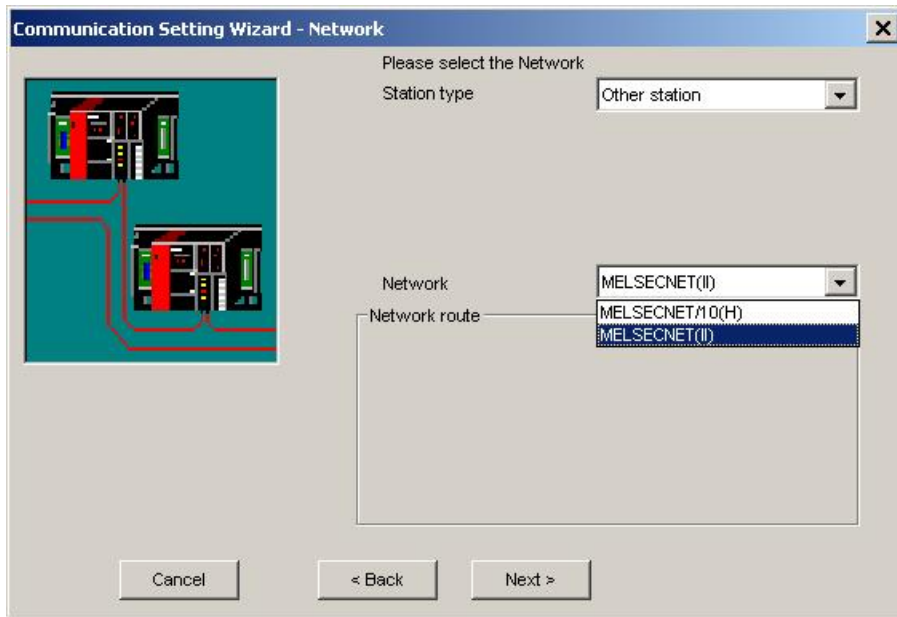 Communication Setting Wizard - Network
Please select the Network
Station type
Other station
Network
MELSECNET(II)
MELSECNET/10(H)
MELSECNET(II)
Network route
Cancel
< Back
Next >